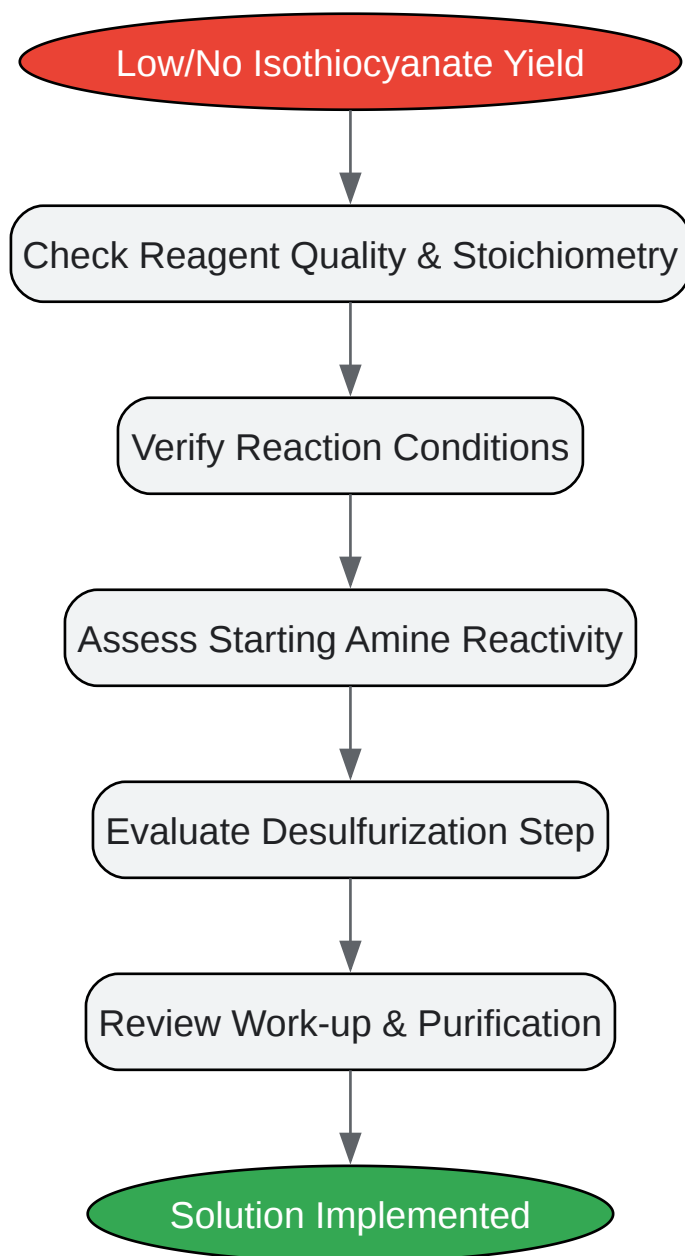 Low/No Isothiocyanate Yield
Check Reagent Quality & Stoichiometry
Verify Reaction Conditions
Assess Starting Amine Reactivity
Evaluate Desulfurization Step
Review Work-up & Purification
Solution Implemented